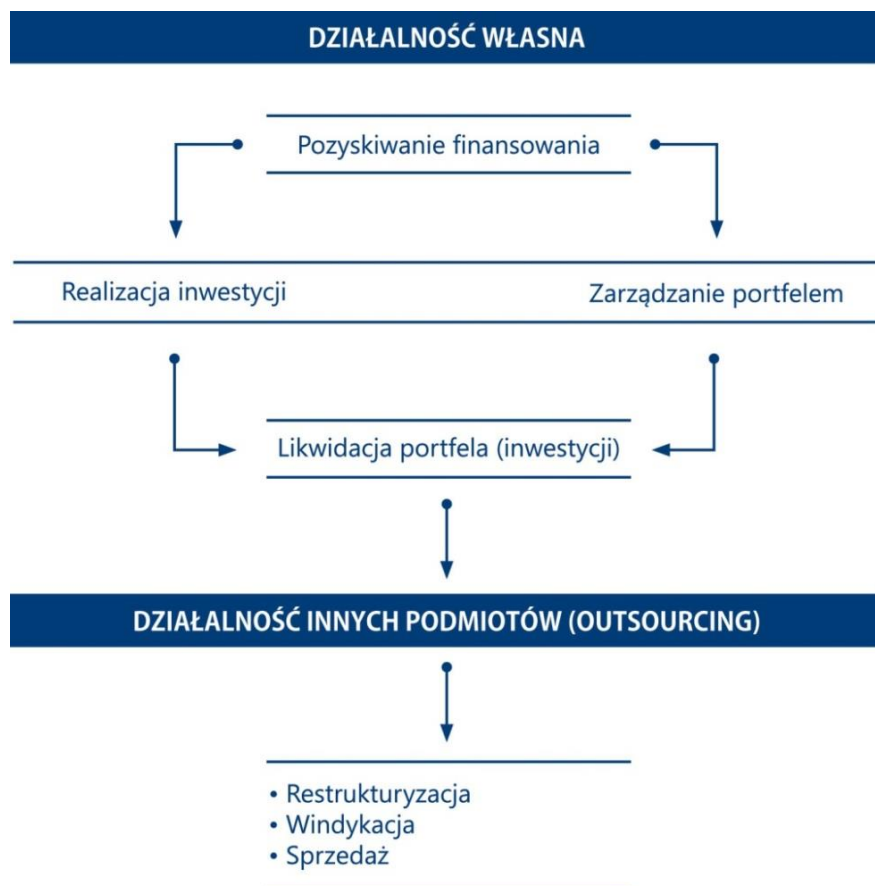 DZIAŁALNOŚĆ WŁASNA
Pozyskiwanie finansowania
Realizacja inwestycji
Zarządzanie portfelem
Likwidacja portfela (inwestycji)
DZIAŁALNOŚĆ INNYCH PODMIOTÓW (OUTSOURCING)
• Restrukturyzacja
• Windykacja
• Sprzedaż